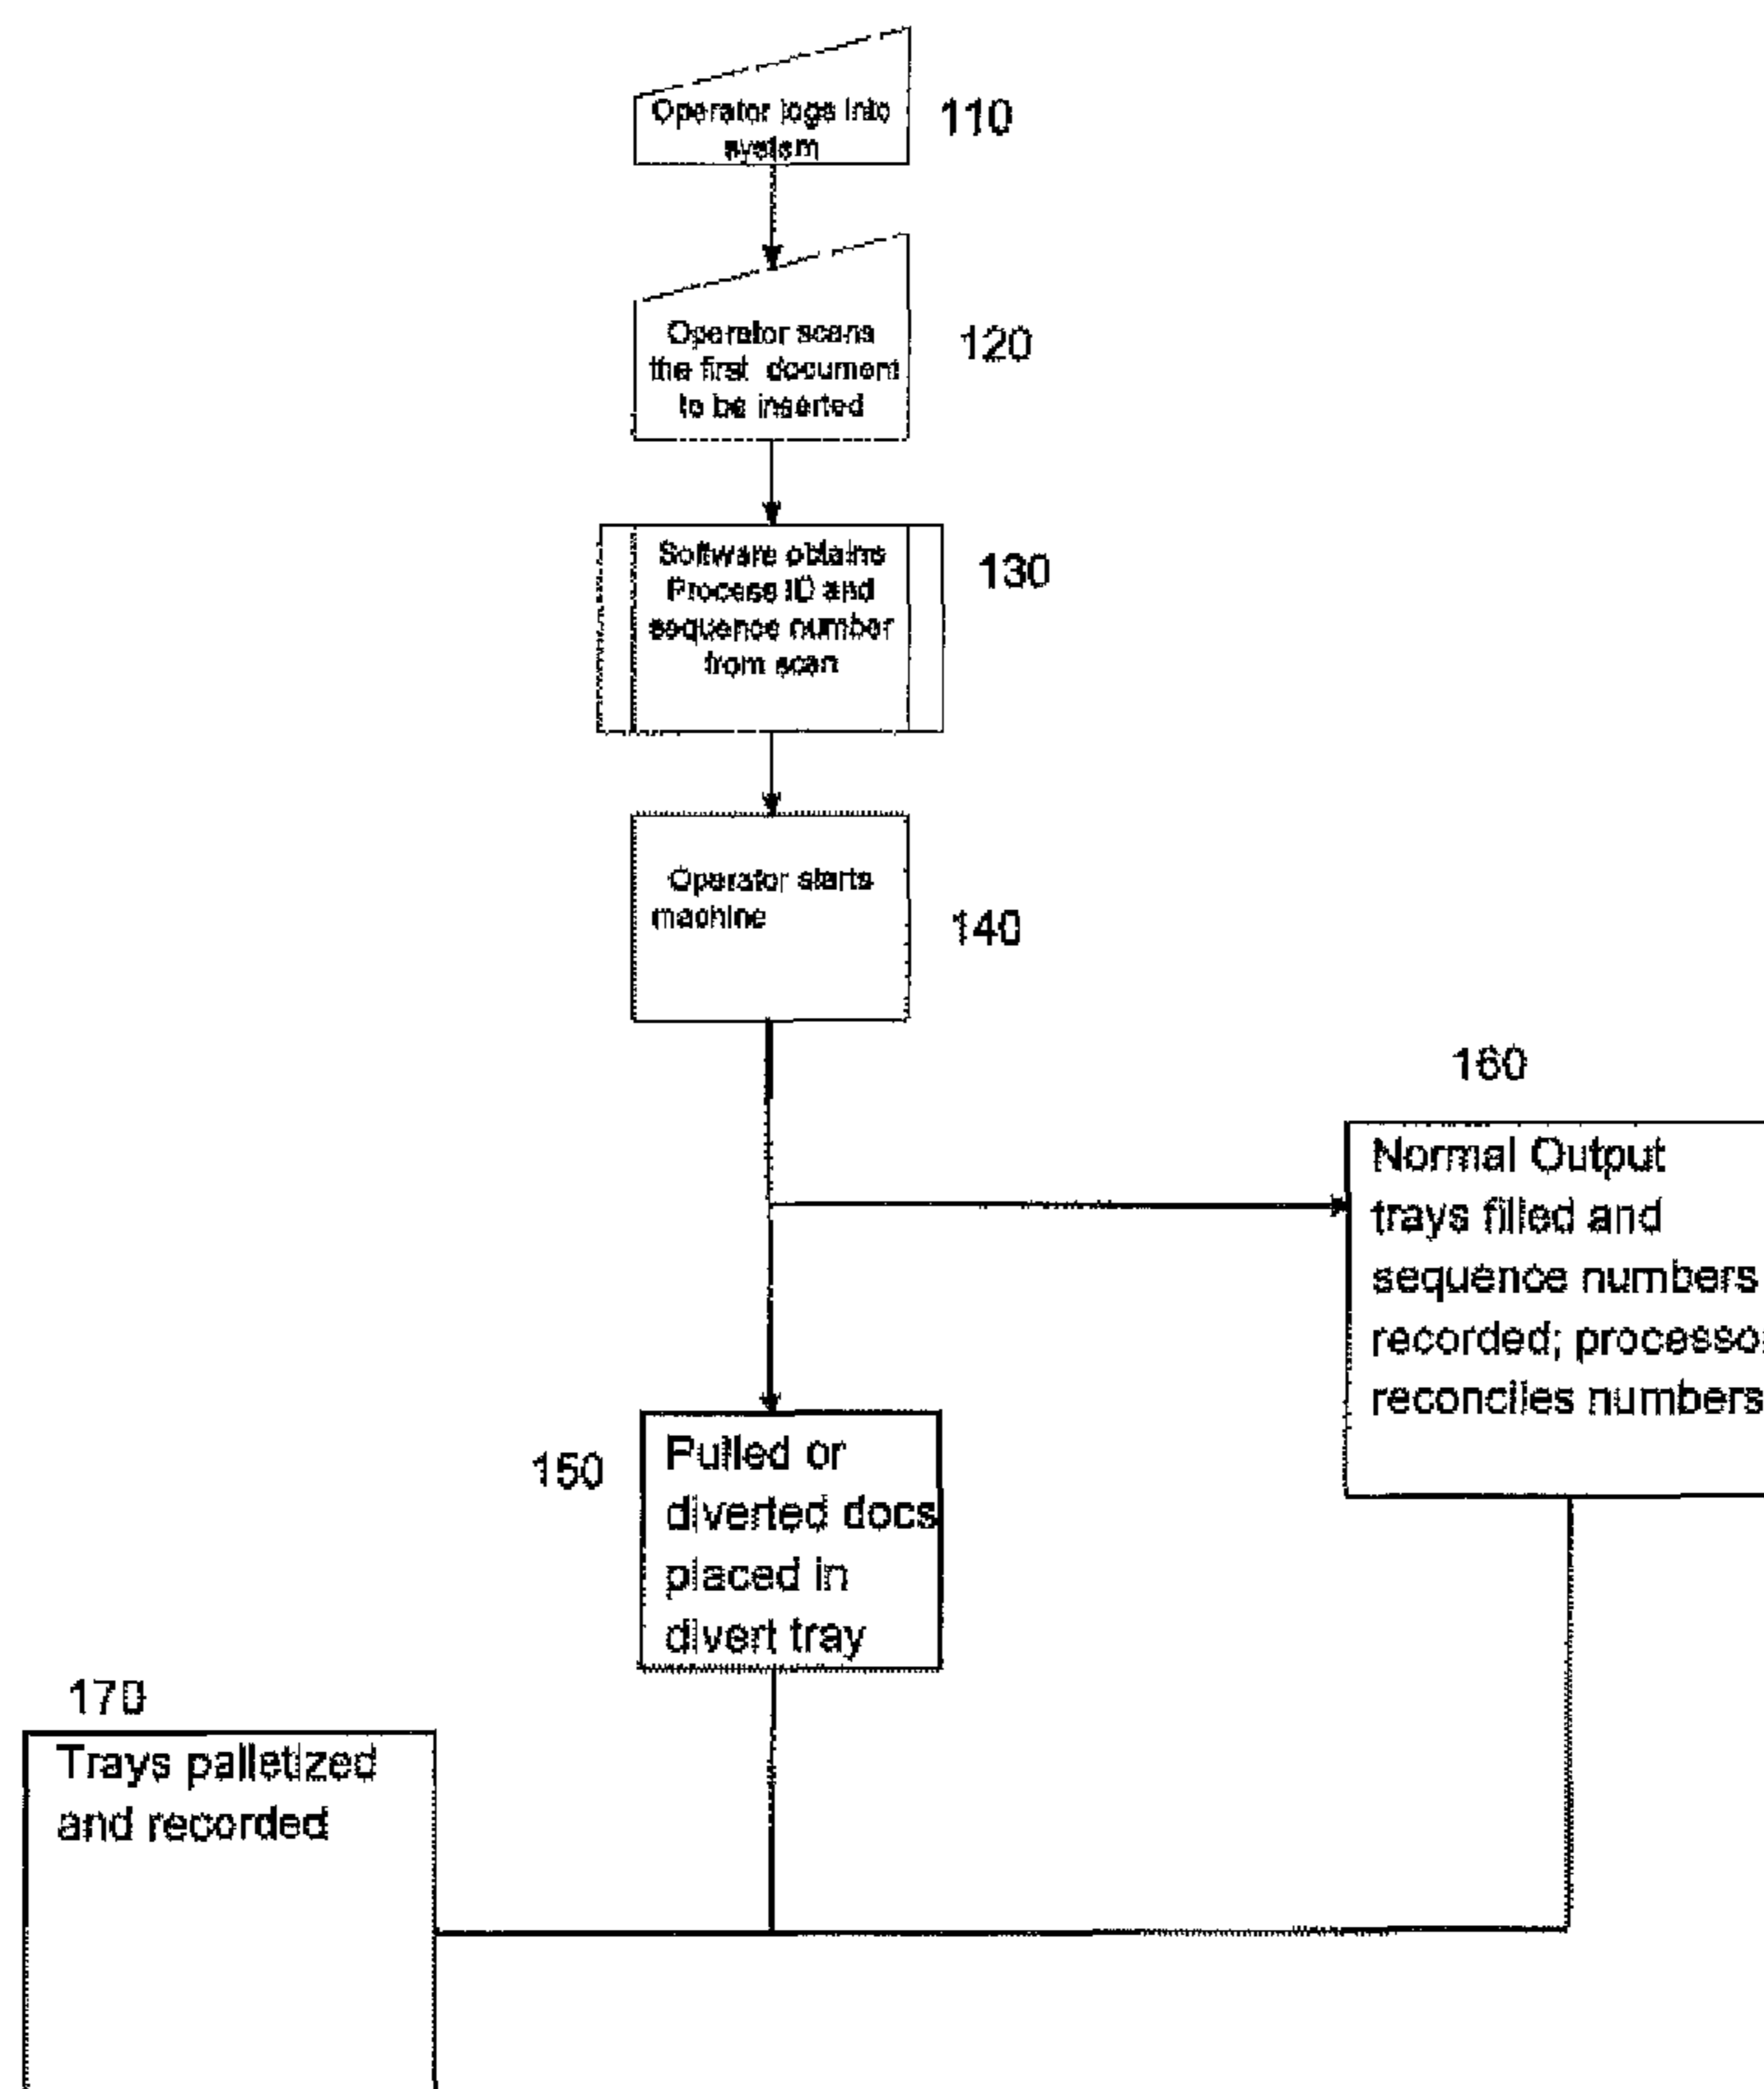 Operator logs into
system
110
Operator scans
the first document
to be inserted
120
Software obtains
Process ID and
sequence number
from scan
130
Operator starts
machine
140
160
Normal Output
trays filled and
sequence numbers
recorded; processor
reconciles numbers
150
Pulled or
diverted docs
placed in
divert tray
170
Trays palletized
and recorded